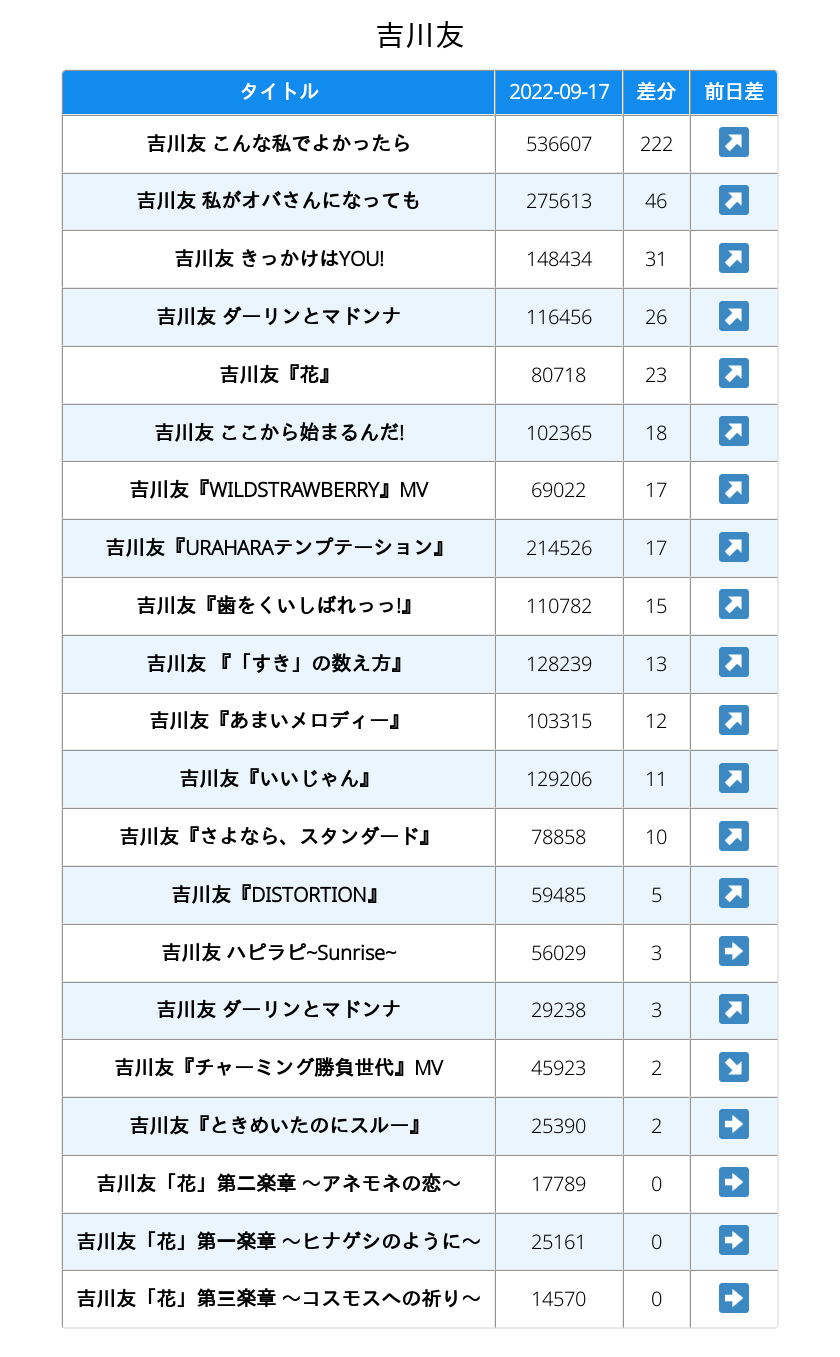 吉川友
タイトル 2022-09-17 差分 前日差
吉川友 こんな私でよかったら 536607 222 ↗
吉川友 私がオバさんになっても 275613 46 ↗
吉川友 きっかけはYOU! 148434 31 ↗
吉川友 ダーリンとマドンナ 116456 26 ↗
吉川友『花』 80718 23 ↗
吉川友 ここから始まるんだ! 102365 18 ↗
吉川友『WILDSTRAWBERRY』MV 69022 17 ↗
吉川友『URAHARAテンプテーション』 214526 17 ↗
吉川友『歯をくいしばれっっ!』 110782 15 ↗
吉川友 『「すき」の数え方』 128239 13 ↗
吉川友『あまいメロディー』 103315 12 ↗
吉川友『いいじゃん』 129206 11 ↗
吉川友『さよなら、スタンダード』 78858 10 ↗
吉川友『DISTORTION』 59485 5 ↗
吉川友 ハピラピ~Sunrise~ 56029 3 ➡
吉川友 ダーリンとマドンナ 29238 3 ↗
吉川友『チャーミング勝負世代』MV 45923 2 ↘
吉川友『ときめいたのにスルー』 25390 2 ➡
吉川友「花」第二楽章 〜アネモネの恋〜 17789 0 ➡
吉川友「花」第一楽章 〜ヒナゲシのように〜 25161 0 ➡
吉川友「花」第三楽章 〜コスモスへの祈り〜 14570 0 ➡